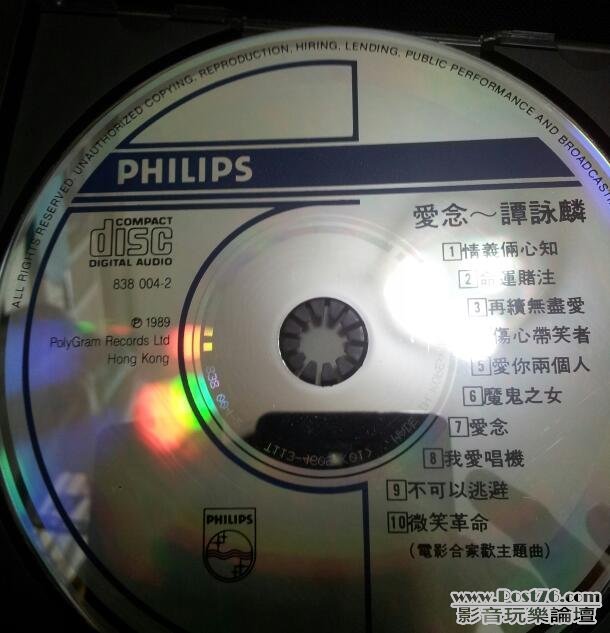 ALL RIGHTS RESERVED. UNAUTHORIZED COPYING, REPRODUCTION, HIRING, LENDING, PUBLIC PERFORMANCE AND BROADCASTING
PHILIPS
COMPACT
disc
DIGITAL AUDIO
838 004-2
℗ 1989
PolyGram Records Ltd
Hong Kong
愛念～譚詠麟
1 情義倆心知
2 命運賭注
3 再續無盡愛
傷心帶笑者
5 愛你兩個人
6 魔鬼之女
7 愛念
8 我愛唱機
9 不可以逃避
10 微笑革命
(電影合家歡主題曲)
PHILIPS
www.Post76.com
影音玩樂論壇